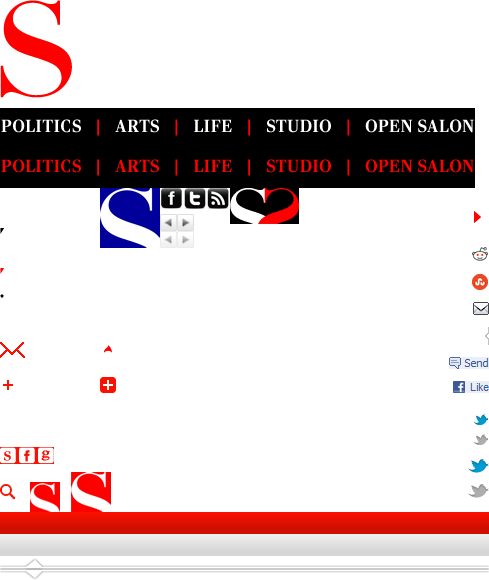 S
POLITICS | ARTS | LIFE | STUDIO | OPEN SALON
POLITICS | ARTS | LIFE | STUDIO | OPEN SALON
S f t S
Send
Like
s f g
S S